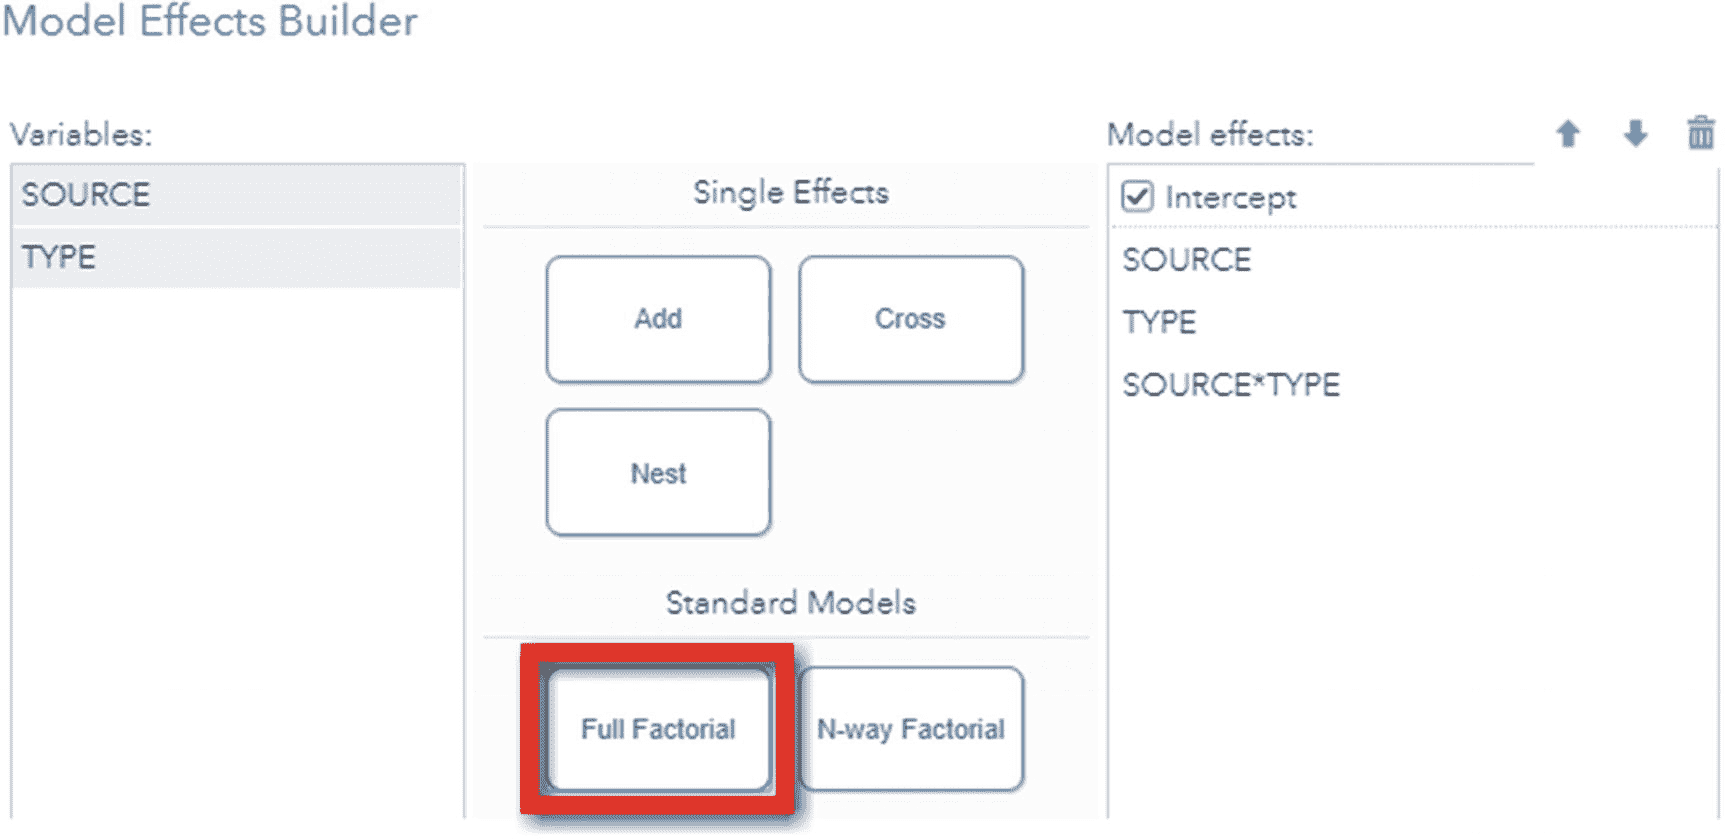 Model Effects Builder
Variables:
SOURCE
TYPE
Single Effects
Add
Cross
Nest
Standard Models
Full Factorial
N-way Factorial
Model effects:
Intercept
SOURCE
TYPE
SOURCE*TYPE